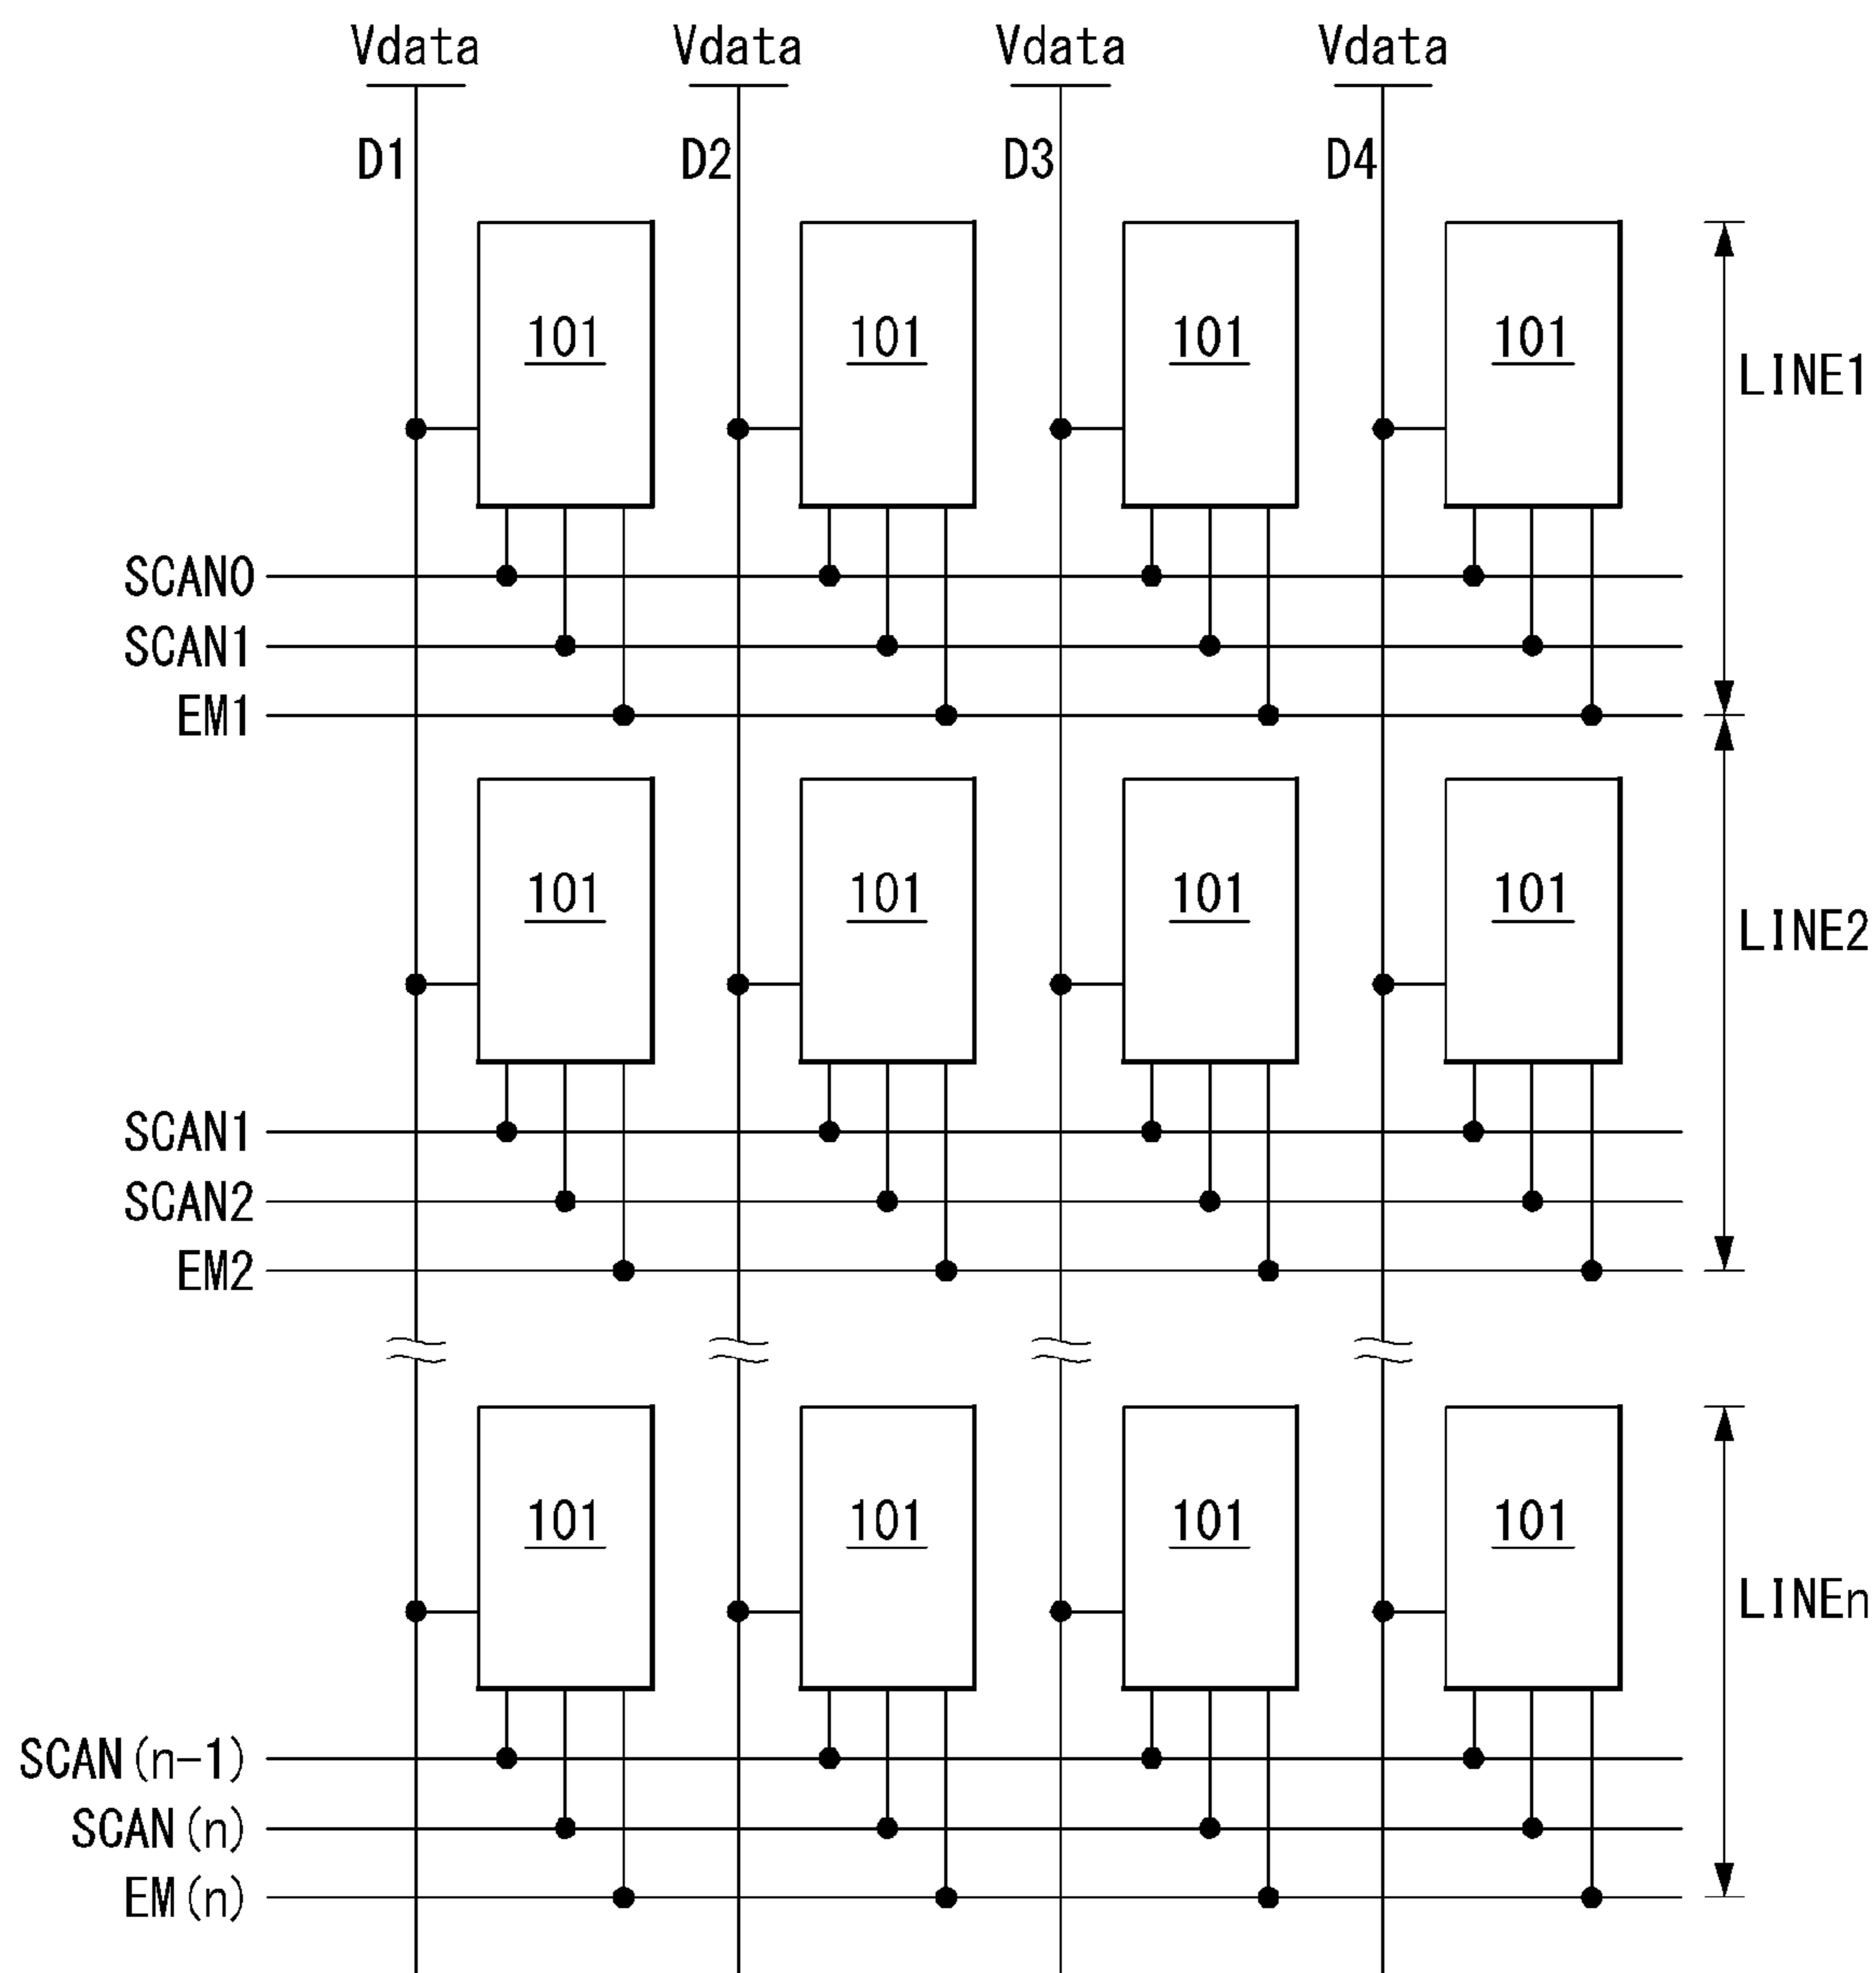 Vdata Vdata Vdata Vdata
D1 D2 D3 D4
101 101 101 101
LINE1
SCAN0
SCAN1
EM1
101 101 101 101
LINE2
SCAN1
SCAN2
EM2
101 101 101 101
LINEn
SCAN(n-1)
SCAN(n)
EM(n)